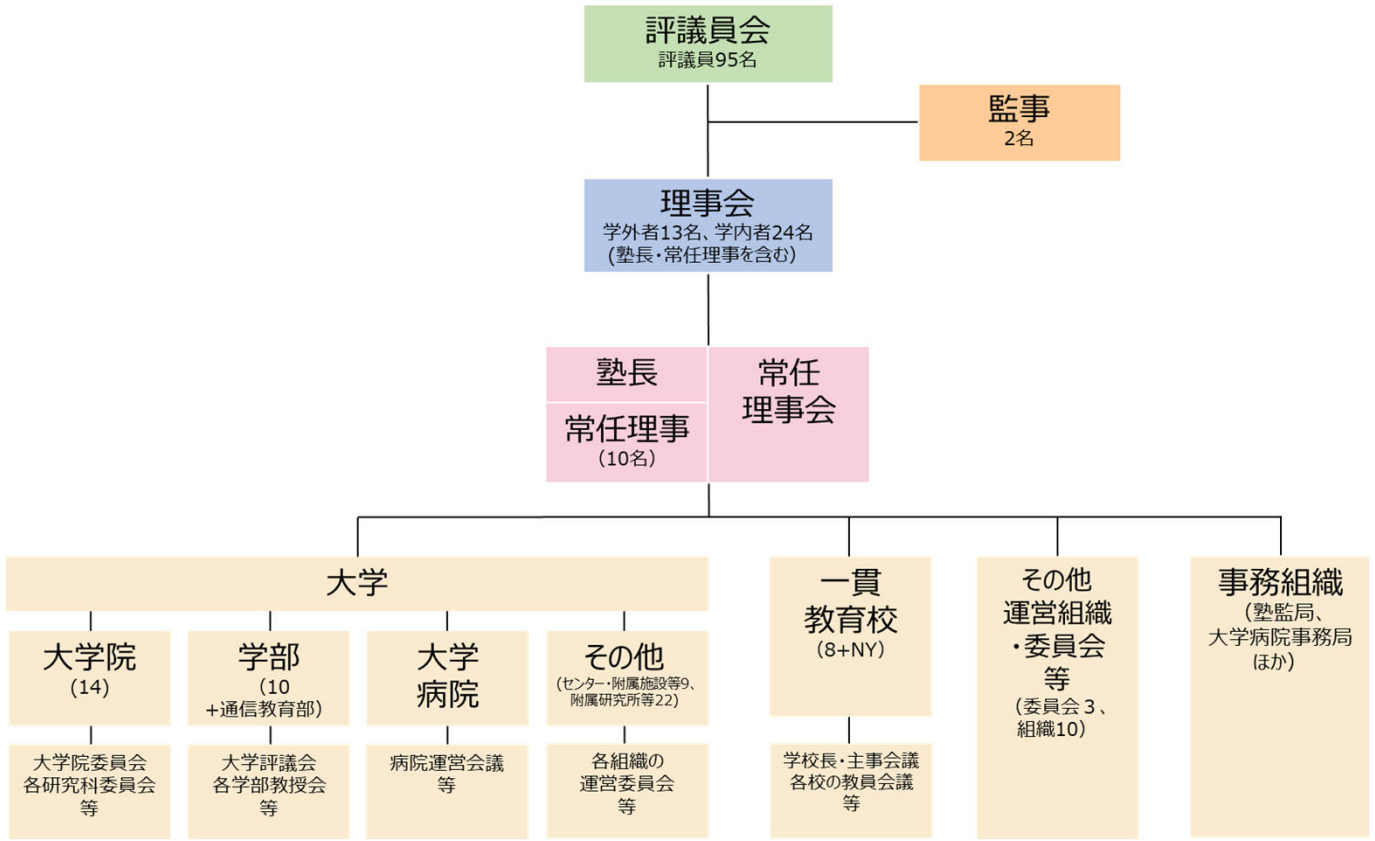 評議員会
評議員95名
監事
2名
理事会
学外者13名、学内者24名
(塾長・常任理事を含む)
塾長
常任理事
(10名)
常任
理事会
大学
大学院
(14)
学部
(10
+通信教育部)
大学
病院
その他
(センター・附属施設等9、
附属研究所等22)
大学院委員会
各研究科委員会
等
大学評議会
各学部教授会
等
病院運営会議
等
各組織の
運営委員会
等
一貫
教育校
(8+NY)
学校長・主事会議
各校の教員会議
等
その他
運営組織
・委員会
等
(委員会３、
組織10)
事務組織
(塾監局、
大学病院事務局
ほか)